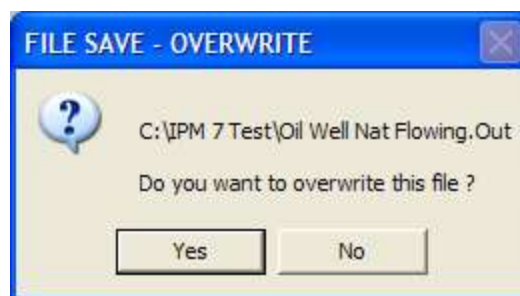 FILE SAVE - OVERWRITE
C:\IPM 7 Test\Oil Well Nat Flowing.Out
Do you want to overwrite this file ?
Yes No